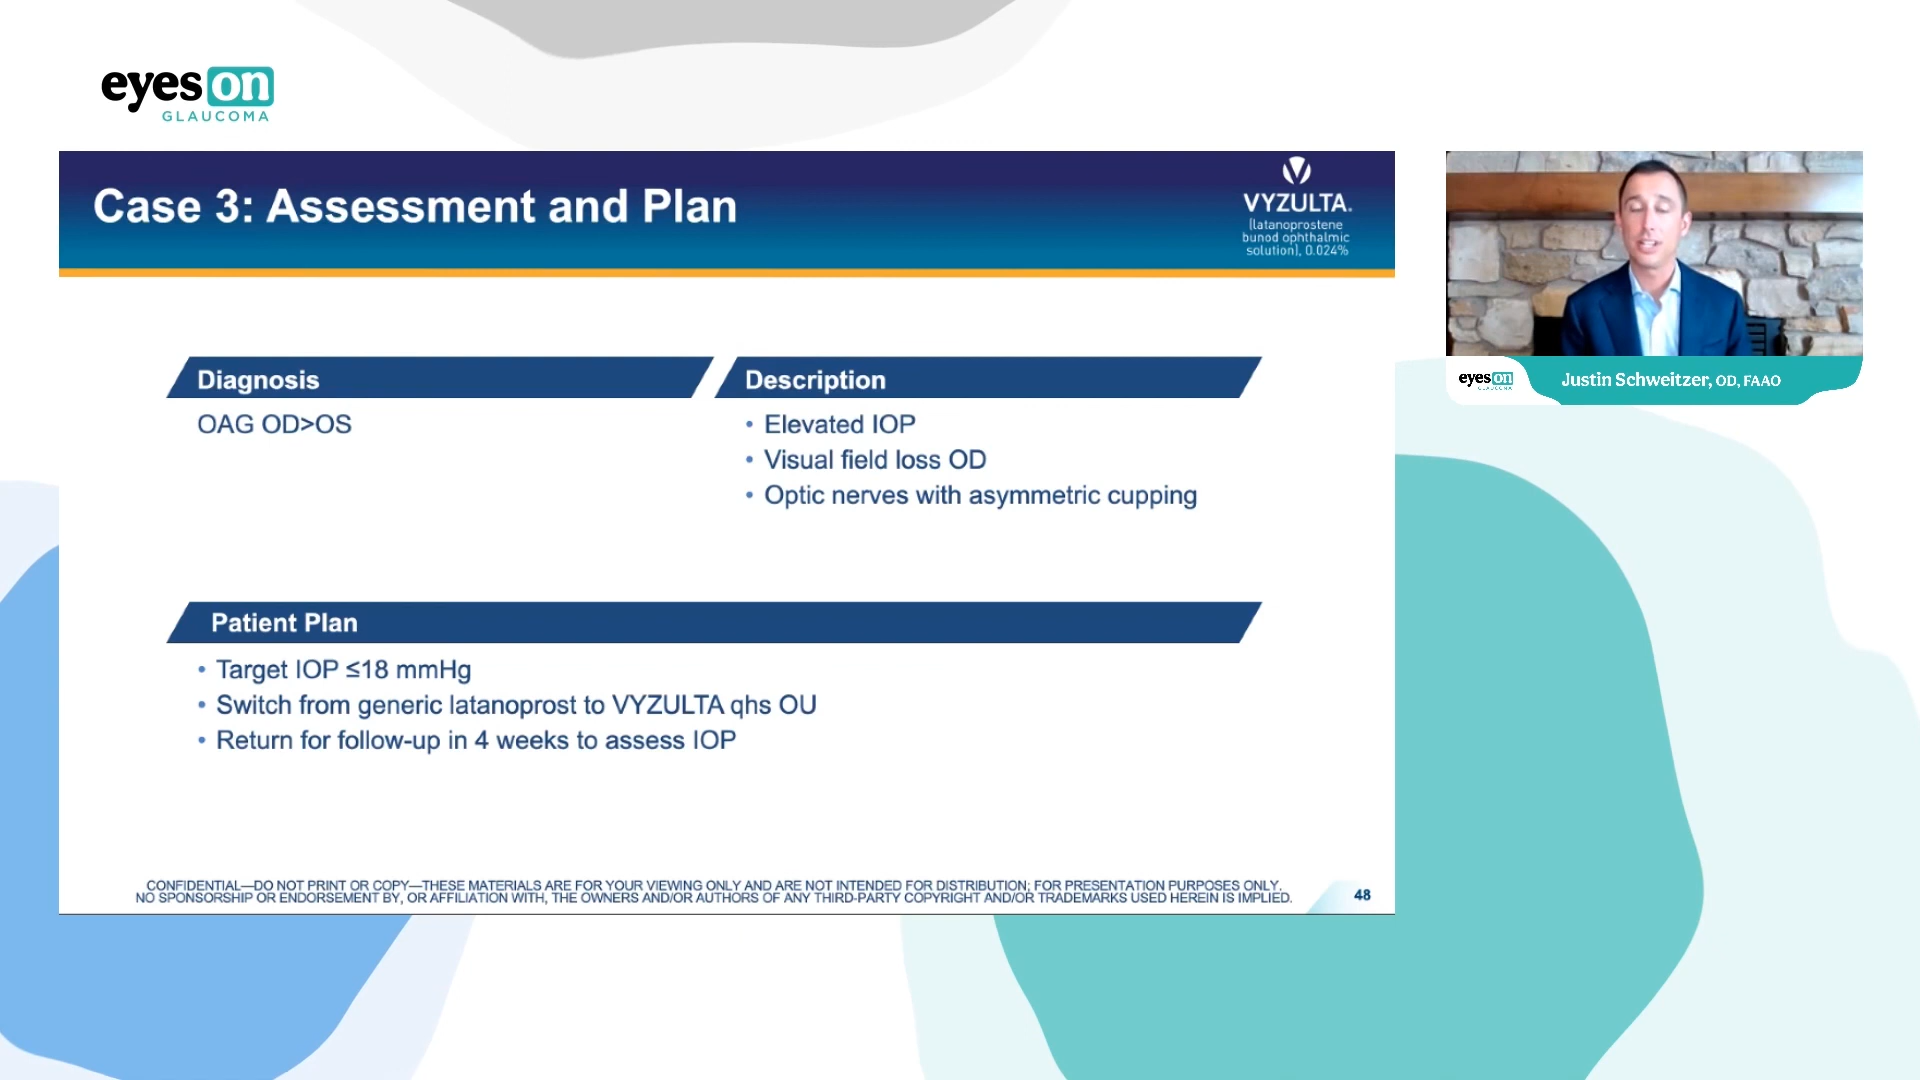 eyes on
GLAUCOMA
Case 3: Assessment and Plan
VYZULTA.
(latanoprostene
bunod ophthalmic
solution), 0.024%
Diagnosis
OAG OD>OS
Description
• Elevated IOP
• Visual field loss OD
• Optic nerves with asymmetric cupping
Patient Plan
• Target IOP ≤18 mmHg
• Switch from generic latanoprost to VYZULTA qhs OU
• Return for follow-up in 4 weeks to assess IOP
CONFIDENTIAL—DO NOT PRINT OR COPY—THESE MATERIALS ARE FOR YOUR VIEWING ONLY AND ARE NOT INTENDED FOR DISTRIBUTION; FOR PRESENTATION PURPOSES ONLY.
NO SPONSORSHIP OR ENDORSEMENT BY, OR AFFILIATION WITH, THE OWNERS AND/OR AUTHORS OF ANY THIRD-PARTY COPYRIGHT AND/OR TRADEMARKS USED HEREIN IS IMPLIED.
48
eyes on
GLAUCOMA
Justin Schweitzer, OD, FAAO